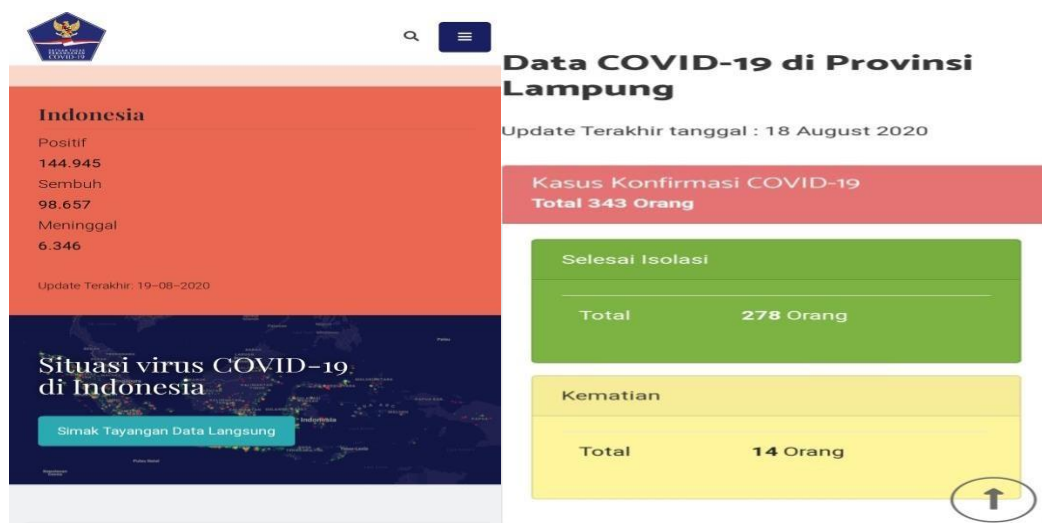 COVID-19
Indonesia
Positif
144.945
Sembuh
98.657
Meninggal
6.346
Update Terakhir: 19-08-2020
Situasi virus COVID-19
di Indonesia
Simak Tayangan Data Langsung
Data COVID-19 di Provinsi
Lampung
Update Terakhir tanggal : 18 August 2020
Kasus Konfirmasi COVID-19
Total 343 Orang
Selesai Isolasi
Total 278 Orang
Kematian
Total 14 Orang